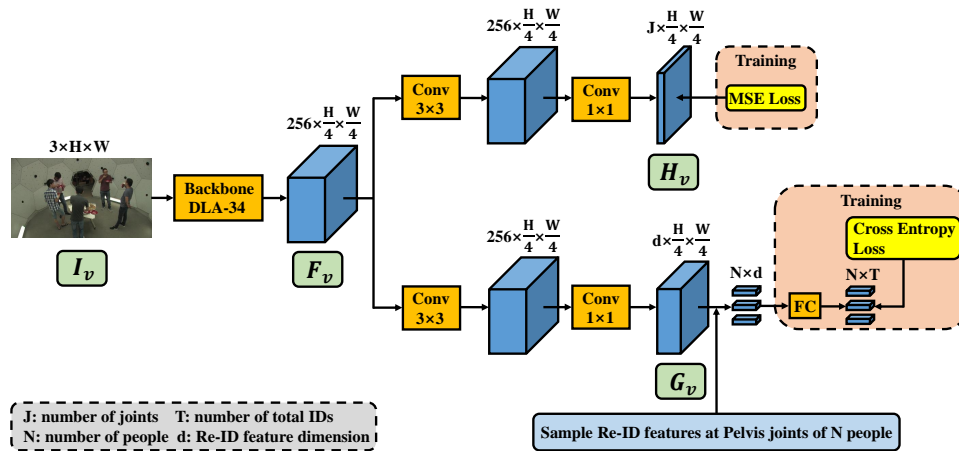 3×H×W
I_v
Backbone
DLA-34
256×H/4×W/4
F_v
Conv
3×3
256×H/4×W/4
Conv
1×1
J×H/4×W/4
H_v
Training
MSE Loss
Conv
3×3
256×H/4×W/4
Conv
1×1
d×H/4×W/4
G_v
N×d
Training
Cross Entropy
Loss
FC
N×T
Sample Re-ID features at Pelvis joints of N people
J: number of joints T: number of total IDs
N: number of people d: Re-ID feature dimension